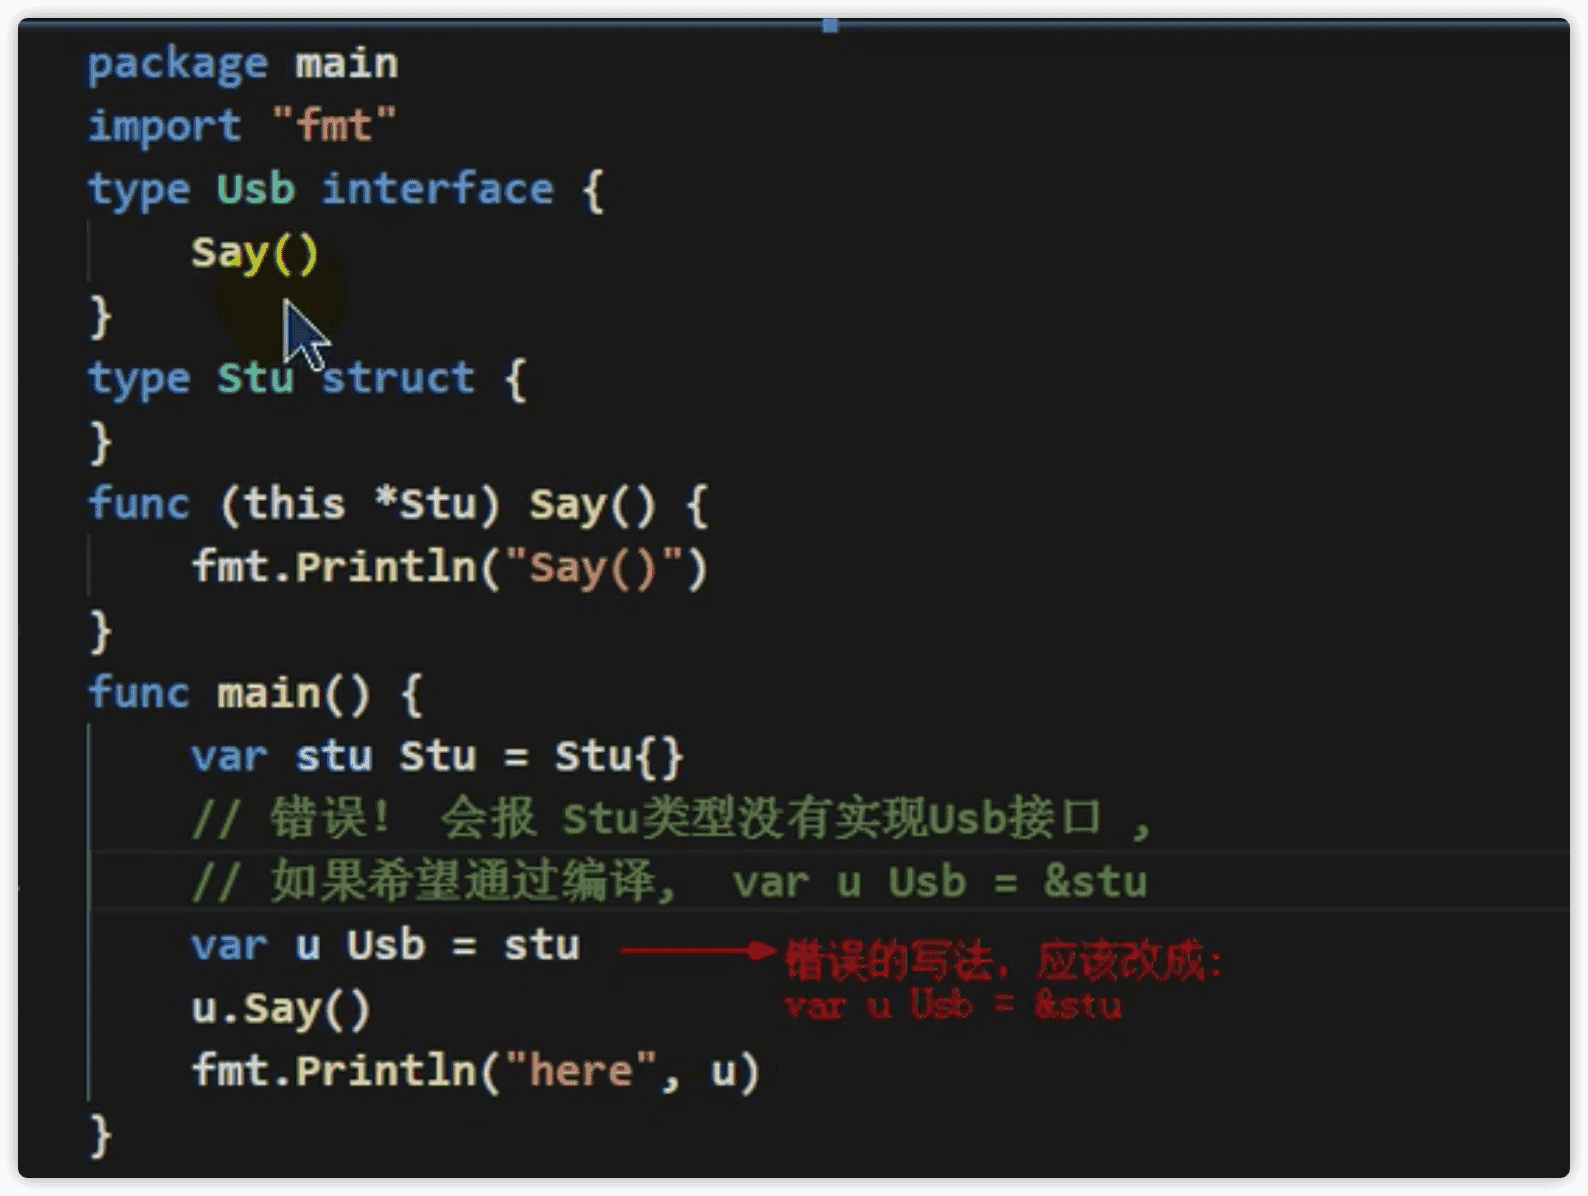 package main
import "fmt"
type Usb interface {
    Say()
}
type Stu struct {
}
func (this *Stu) Say() {
    fmt.Println("Say()")
}
func main() {
    var stu Stu = Stu{}
    // 错误! 会报 Stu类型没有实现Usb接口 ,
    // 如果希望通过编译, var u Usb = &stu
    var u Usb = stu
错误的写法，应该改成:
var u Usb = &stu
    u.Say()
    fmt.Println("here", u)
}